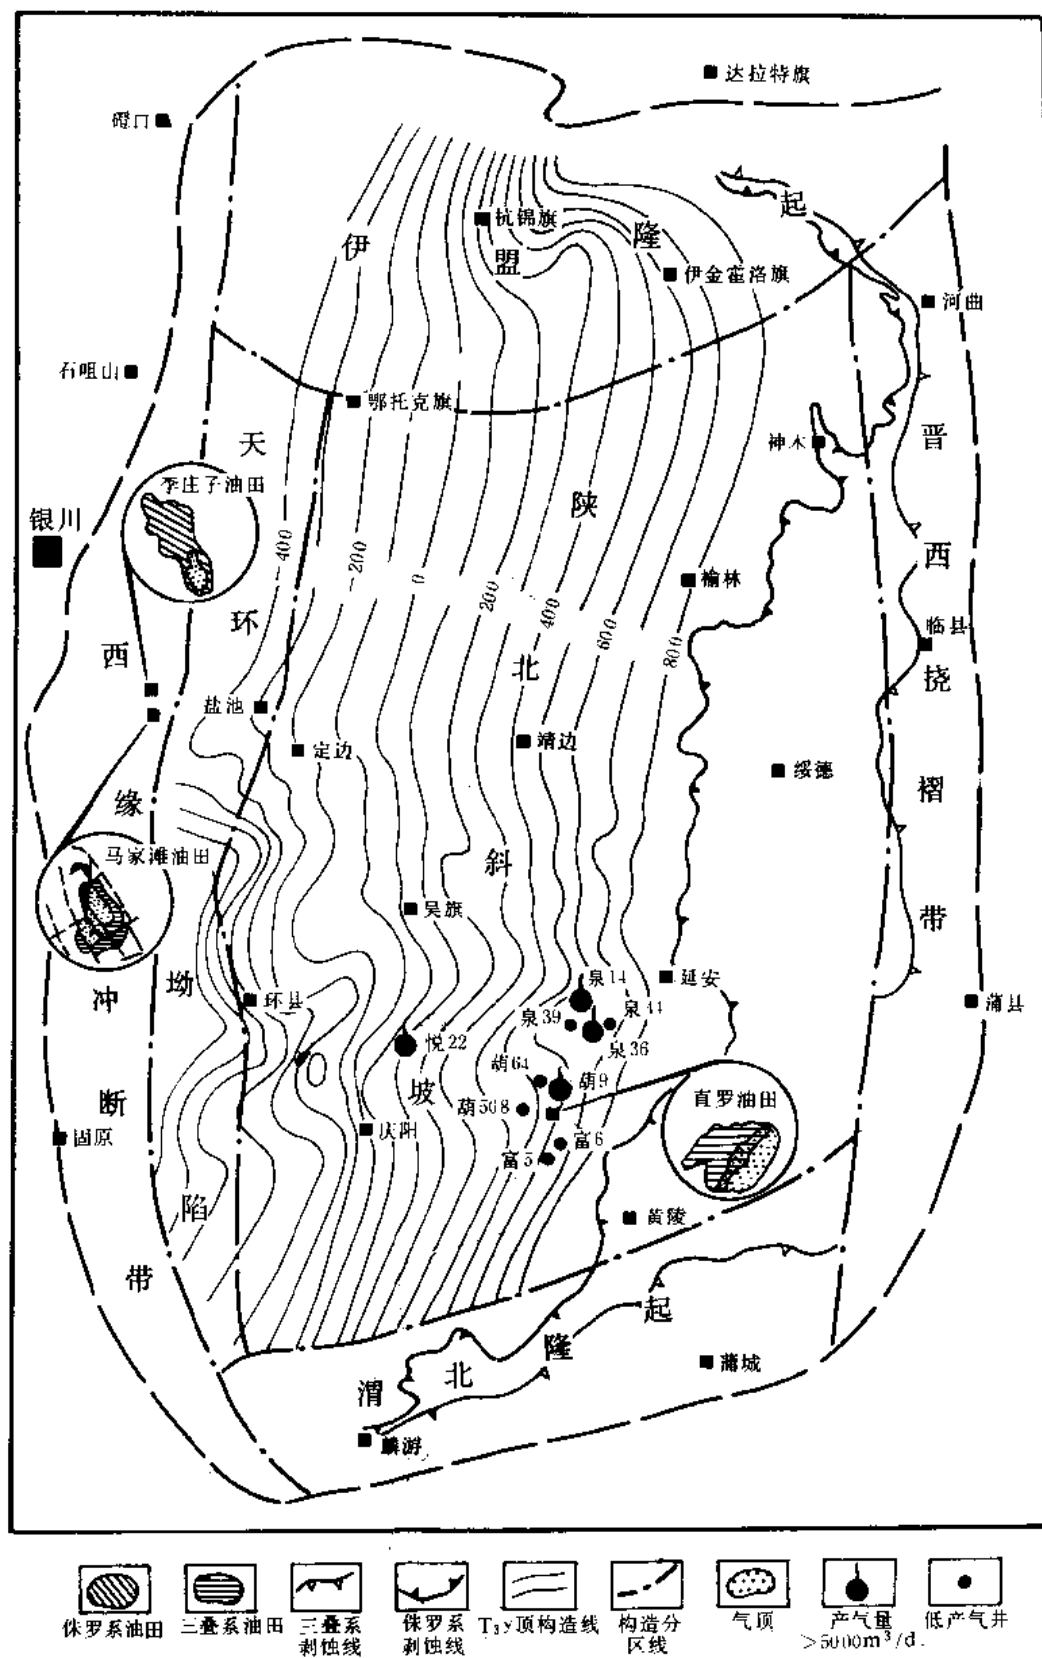 达拉特旗
磴口
起
伊
杭锦旗
隆
盟
伊金霍洛旗
河曲
石咀山
鄂托克旗
天
神木
晋
李庄子油田
陕
银川
400
200
0
200
400
600
800
西
榆林
环
临县
西
北
挠
盐池
定边
靖边
绥德
缘
褶
马家滩油田
斜
吴旗
带
坳
泉14
延安
冲
环县
泉39
泉44
蒲县
悦22
泉36
葫64
葫9
断
坡
葫508
直罗油田
固原
庆阳
富6
富5
陷
黄陵
带
起
隆
蒲城
渭
北
麟游
侏罗系油田
三叠系油田
三叠系
剥蚀线
侏罗系
剥蚀线
T₃y顶构造线
构造分
区线
气顶
产气量
>5000m³/d.
低产气井